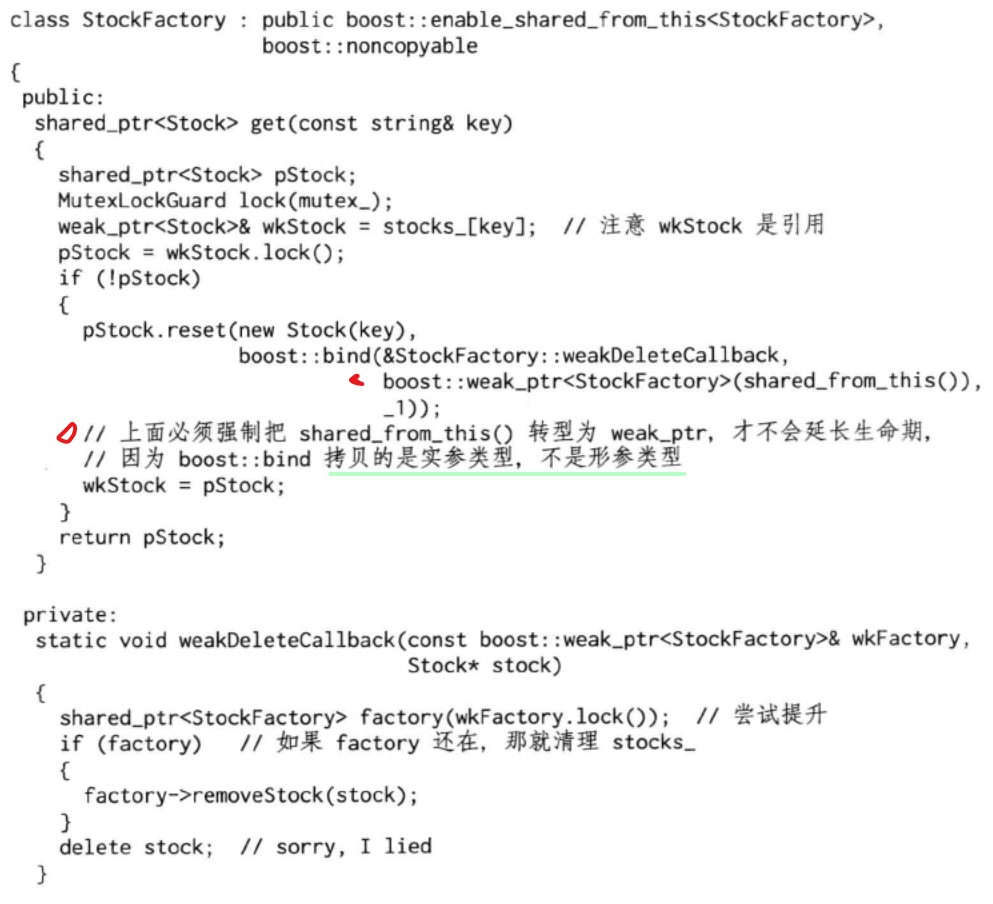 class StockFactory : public boost::enable_shared_from_this<StockFactory>,
                     boost::noncopyable
{
 public:
  shared_ptr<Stock> get(const string& key)
  {
    shared_ptr<Stock> pStock;
    MutexLockGuard lock(mutex_);
    weak_ptr<Stock>& wkStock = stocks_[key];  // 注意 wkStock 是引用
    pStock = wkStock.lock();
    if (!pStock)
    {
      pStock.reset(new Stock(key),
                   boost::bind(&StockFactory::weakDeleteCallback,
                               boost::weak_ptr<StockFactory>(shared_from_this()),
                               _1));
      // 上面必须强制把 shared_from_this() 转型为 weak_ptr, 才不会延长生命期,
      // 因为 boost::bind 拷贝的是实参类型, 不是形参类型
      wkStock = pStock;
    }
    return pStock;
  }

 private:
  static void weakDeleteCallback(const boost::weak_ptr<StockFactory>& wkFactory,
                                 Stock* stock)
  {
    shared_ptr<StockFactory> factory(wkFactory.lock());  // 尝试提升
    if (factory)   // 如果 factory 还在, 那就清理 stocks_
    {
      factory->removeStock(stock);
    }
    delete stock;  // sorry, I lied
  }